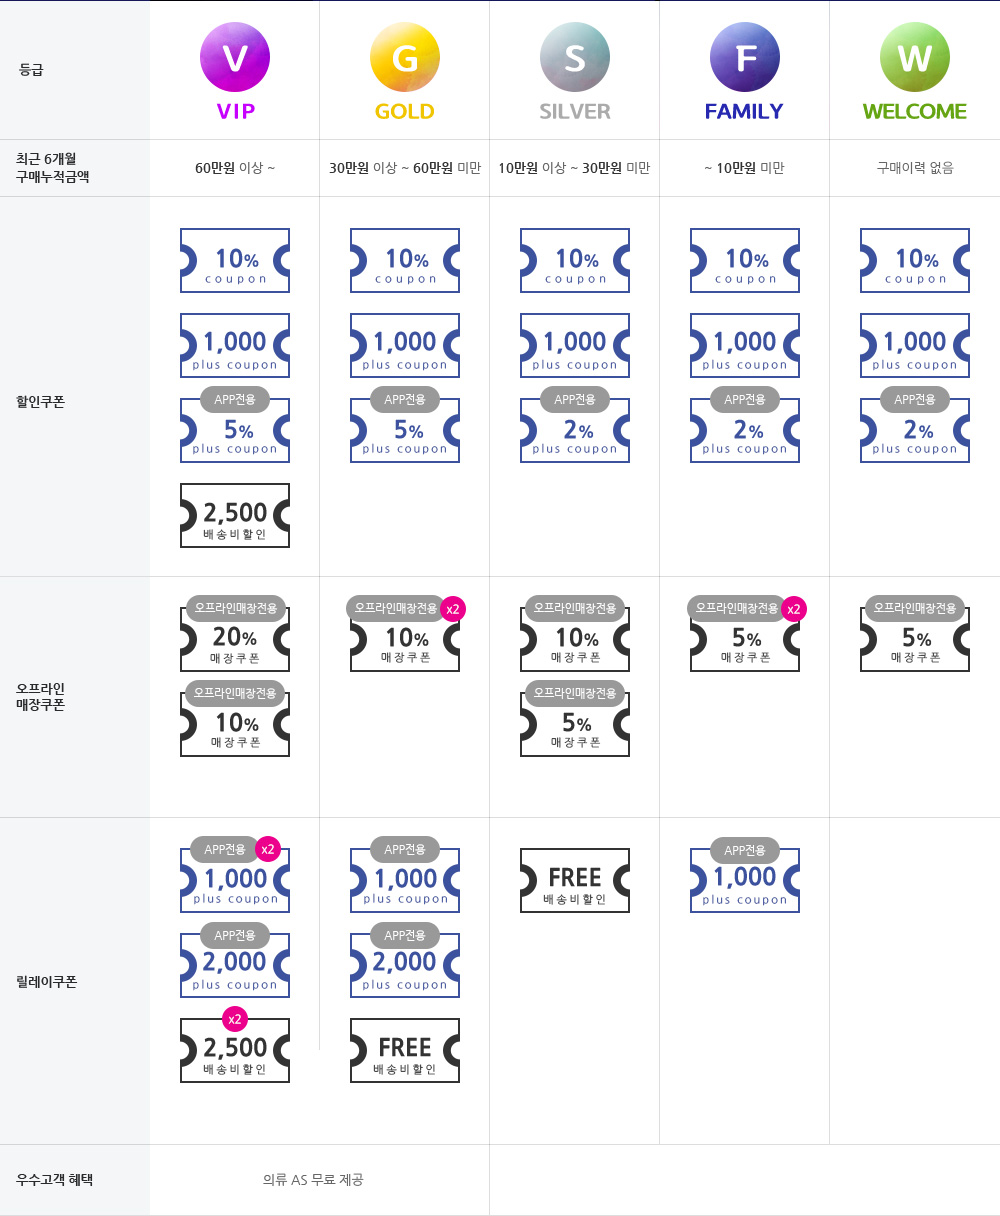 등급
V
G
S
F
W
VIP
GOLD
SILVER
FAMILY
WELCOME
최근 6개월
구매누적금액
60만원 이상 ~
30만원 이상 ~ 60만원 미만
10만원 이상 ~ 30만원 미만
~ 10만원 미만
구매이력 없음
할인쿠폰
10%
coupon
10%
coupon
10%
coupon
10%
coupon
10%
coupon
1,000
plus coupon
1,000
plus coupon
1,000
plus coupon
1,000
plus coupon
1,000
plus coupon
APP전용
5%
plus coupon
APP전용
5%
plus coupon
APP전용
2%
plus coupon
APP전용
2%
plus coupon
APP전용
2%
plus coupon
2,500
배송비할인
오프라인
매장쿠폰
오프라인매장전용
20%
매장쿠폰
오프라인매장전용 x2
10%
매장쿠폰
오프라인매장전용
10%
매장쿠폰
오프라인매장전용 x2
5%
매장쿠폰
오프라인매장전용
5%
매장쿠폰
오프라인매장전용
10%
매장쿠폰
오프라인매장전용
5%
매장쿠폰
릴레이쿠폰
APP전용 x2
1,000
plus coupon
APP전용
1,000
plus coupon
FREE
배송비할인
APP전용
1,000
plus coupon
APP전용
2,000
plus coupon
APP전용
2,000
plus coupon
x2
2,500
배송비할인
FREE
배송비할인
우수고객 혜택
의류 AS 무료 제공